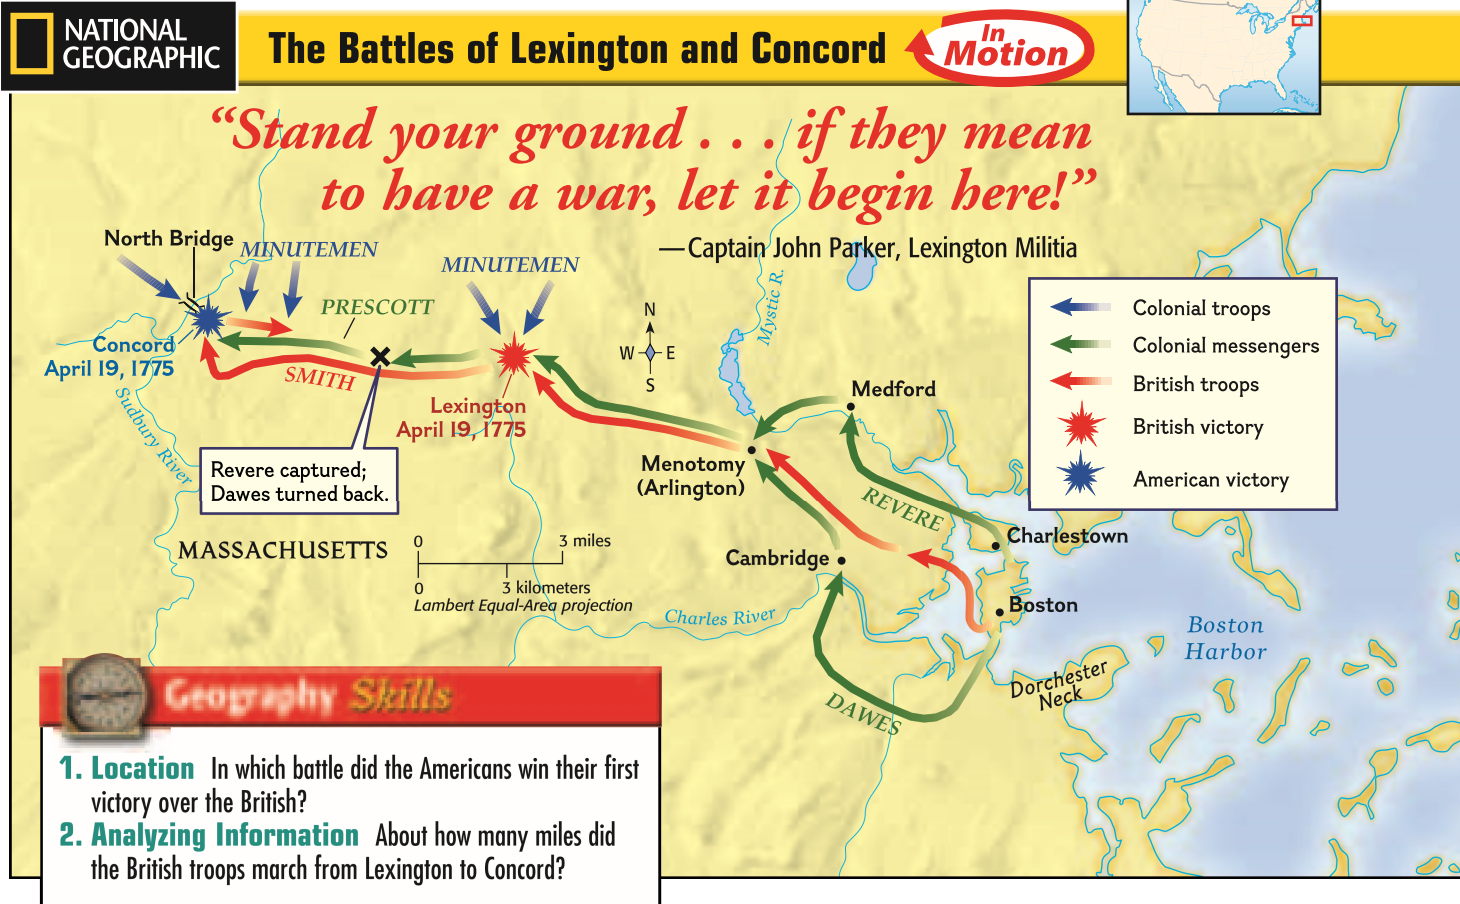 NATIONAL
GEOGRAPHIC
The Battles of Lexington and Concord
In
Motion
“Stand your ground . . . if they mean
to have a war, let it begin here!”
—Captain John Parker, Lexington Militia
North Bridge
MINUTEMEN
MINUTEMEN
PRESCOTT
Concord
April 19, 1775
SMITH
Lexington
April 19, 1775
Sudbury River
Revere captured;
Dawes turned back.
MASSACHUSETTS
N
W
E
S
Mystic R.
Medford
Menotomy
(Arlington)
REVERE
Charlestown
Cambridge
Boston
Charles River
DAWES
Dorchester
Neck
Boston
Harbor
0
3 miles
0
3 kilometers
Lambert Equal-Area projection
Colonial troops
Colonial messengers
British troops
British victory
American victory
Geography Skills
1. Location In which battle did the Americans win their first
victory over the British?
2. Analyzing Information About how many miles did
the British troops march from Lexington to Concord?